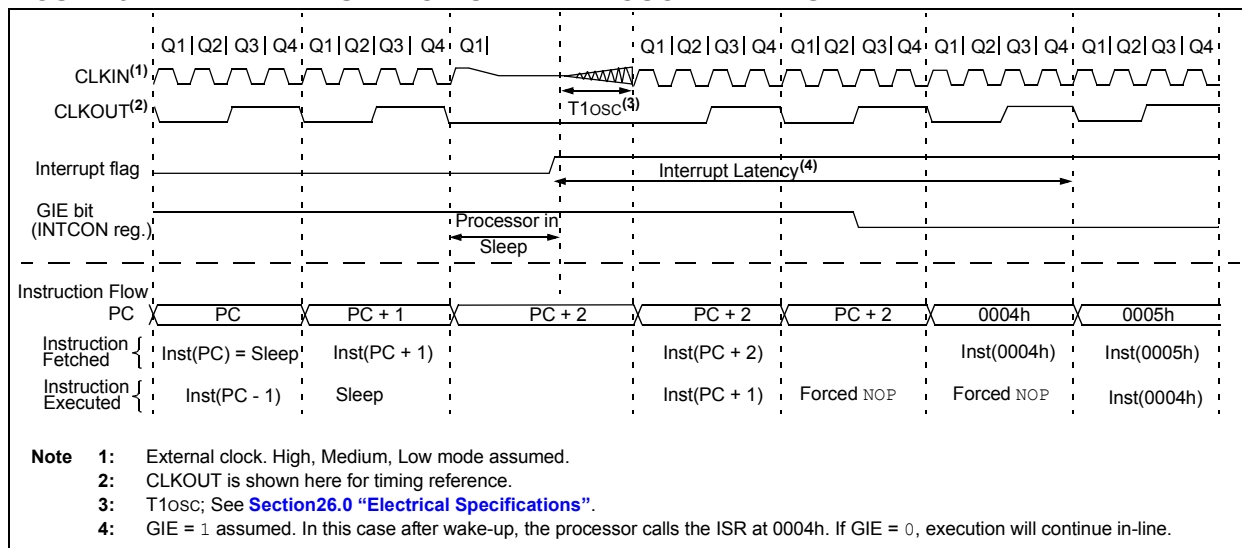 Q1| Q2| Q3| Q4 Q1| Q2| Q3| Q4 Q1| Q1| Q2| Q3| Q4 Q1| Q2| Q3| Q4 Q1| Q2| Q3| Q4 Q1| Q2| Q3| Q4
CLKIN(1)
CLKOUT(2)
T1OSC(3)
Interrupt flag
Interrupt Latency(4)
GIE bit
(INTCON reg.)
Processor in
Sleep
Instruction Flow
PC PC PC + 1 PC + 2 PC + 2 PC + 2 0004h 0005h
Instruction
Fetched { Inst(PC) = Sleep Inst(PC + 1) Inst(PC + 2) Inst(0004h) Inst(0005h)
Instruction
Executed { Inst(PC - 1) Sleep Inst(PC + 1) Forced NOP Forced NOP Inst(0004h)
Note 1: External clock. High, Medium, Low mode assumed.
2: CLKOUT is shown here for timing reference.
3: T1OSC; See Section26.0 “Electrical Specifications”.
4: GIE = 1 assumed. In this case after wake-up, the processor calls the ISR at 0004h. If GIE = 0, execution will continue in-line.